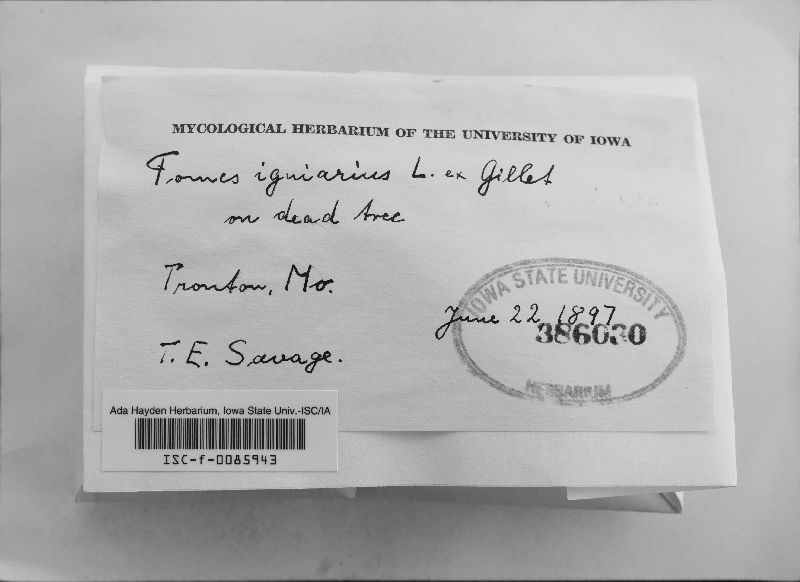 MYCOLOGICAL HERBARIUM OF THE UNIVERSITY OF IOWA
Fomes igniarius L. ex Gillet
on dead tree
Ironton, Mo.
June 22 1897
T. E. Savage.
IOWA STATE UNIVERSITY
386030
HERBARIUM
Ada Hayden Herbarium, Iowa State Univ.-ISC/IA
ISC-f-0085943